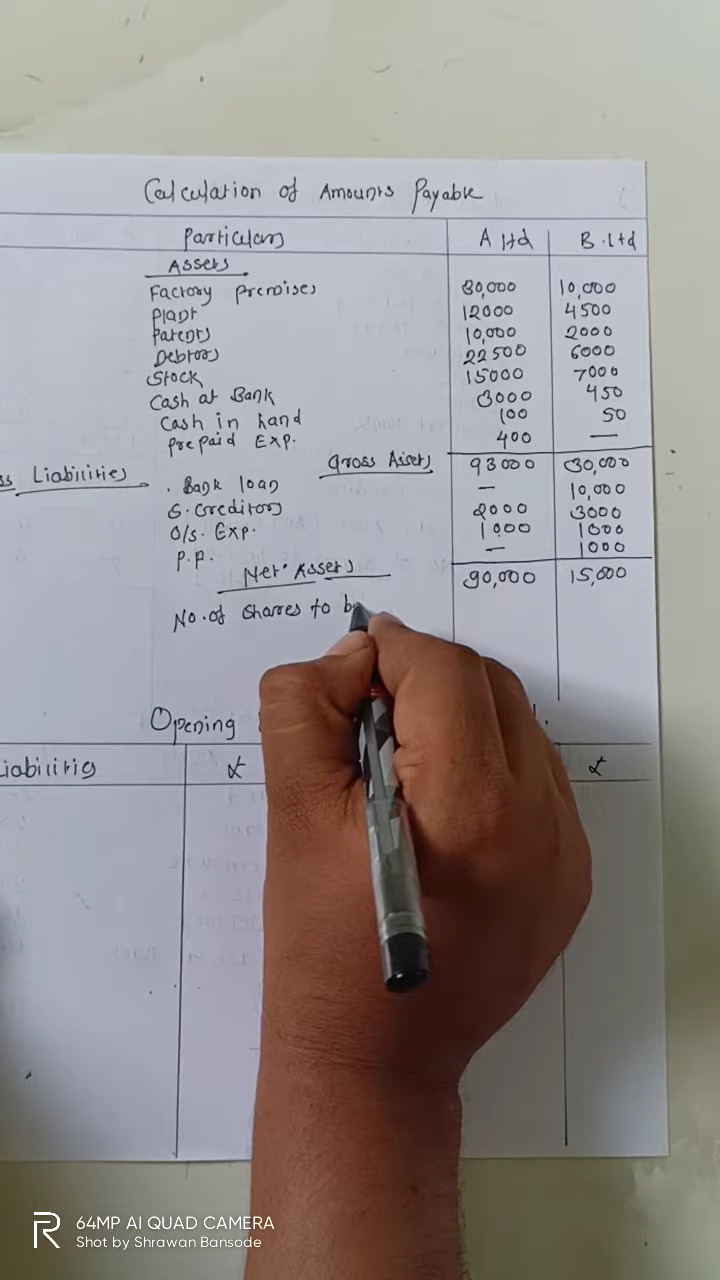 Calculation of Amounts Payable
Particulars A ltd B. Ltd
Assets
Factory Premises 30,000 10,000
Plant 12000 4500
Patents 10,000 2000
Debtors 22500 6000
Stock 15000 7000
Cash at Bank 3000 450
Cash in hand 100 50
Prepaid Exp. 400 —
Gross Assets 93000 30,000
ss Liabilities . Bank loan — 10,000
S. Creditors 2000 3000
O/s. Exp. 1000 1000
P.P. — 1000
Net. Assets 90,000 15,000
No. of Shares to b
Opening
iabilities
64MP AI QUAD CAMERA
Shot by Shrawan Bansode